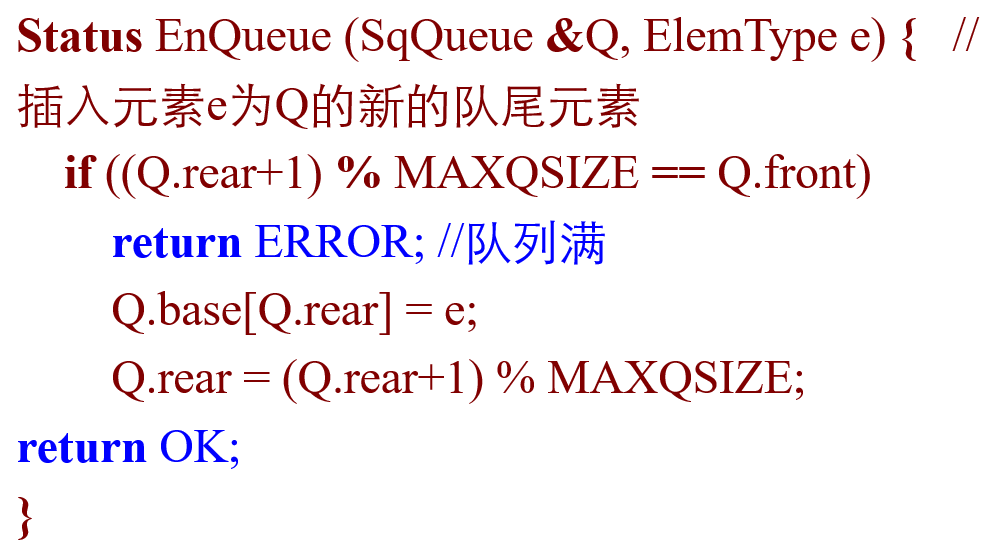 Status EnQueue (SqQueue &Q, ElemType e) { //
插入元素e为Q的新的队尾元素
if ((Q.rear+1) % MAXQSIZE == Q.front)
return ERROR; //队列满
Q.base[Q.rear] = e;
Q.rear = (Q.rear+1) % MAXQSIZE;
return OK;
}